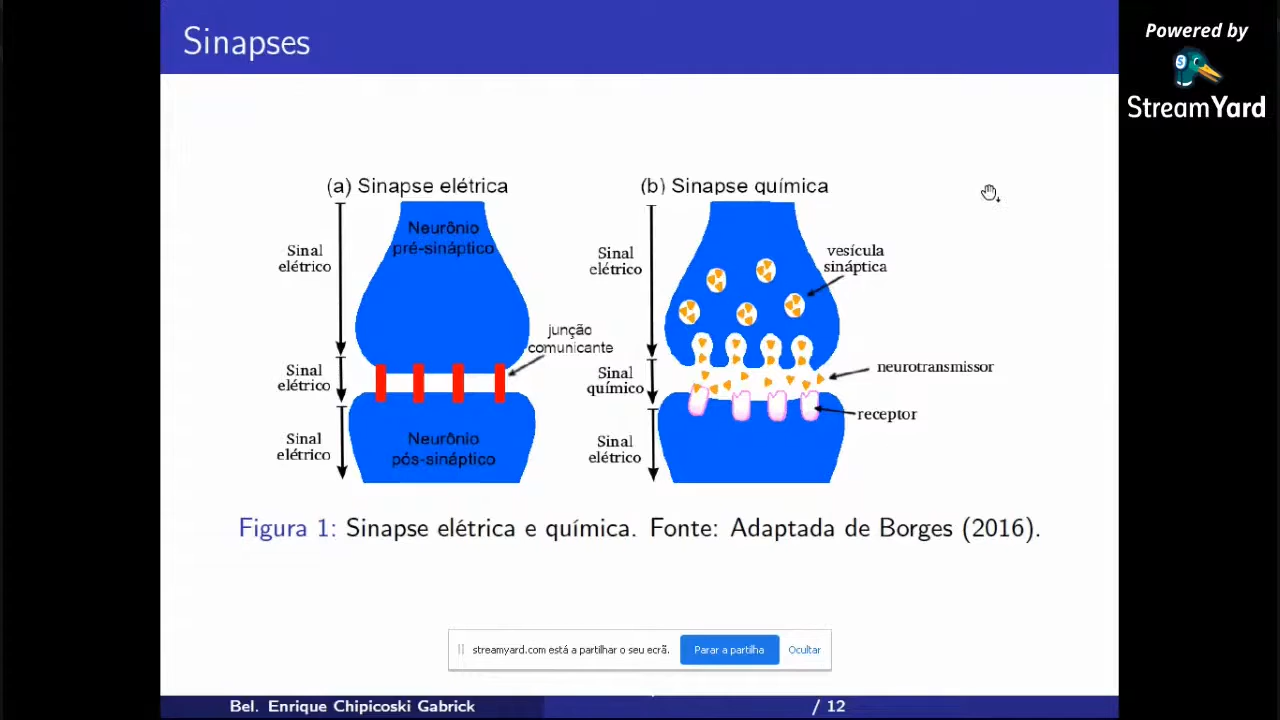 Sinapses
Powered by
StreamYard
(a) Sinapse elétrica
Neurônio
pré-sináptico
Sinal
elétrico
junção
comunicante
Sinal
elétrico
Sinal
elétrico
Neurônio
pós-sináptico
(b) Sinapse química
Sinal
elétrico
vesícula
sináptica
Sinal
químico
neurotransmissor
receptor
Sinal
elétrico
Figura 1: Sinapse elétrica e química. Fonte: Adaptada de Borges (2016).
streamyard.com está a partilhar o seu ecrã. Parar a partilha Ocultar
Bel. Enrique Chipicoski Gabrick / 12